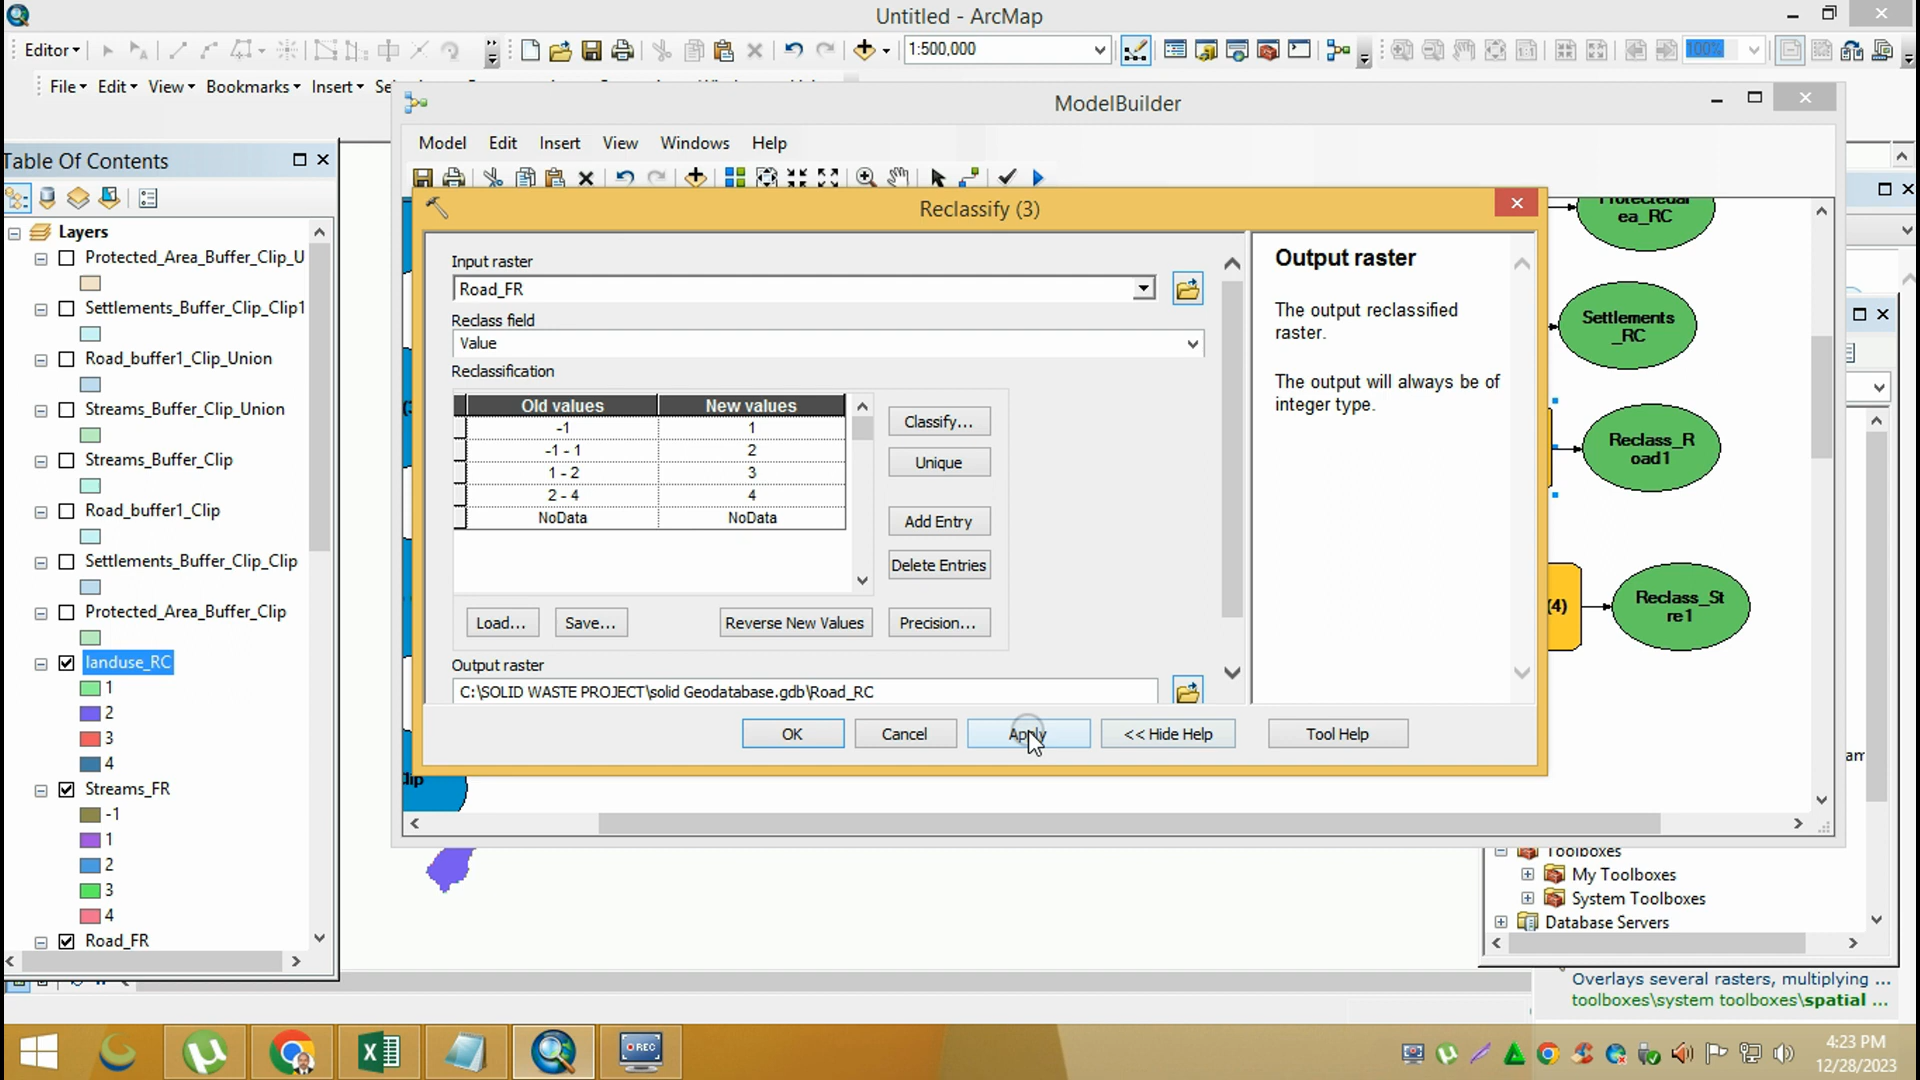 Untitled - ArcMap
Editor
1:500,000
100%
File Edit View Bookmarks Insert
ModelBuilder
Model Edit Insert View Windows Help
Table Of Contents
Layers
Protected_Area_Buffer_Clip_U
Settlements_Buffer_Clip_Clip1
Road_buffer1_Clip_Union
Streams_Buffer_Clip_Union
Streams_Buffer_Clip
Road_buffer1_Clip
Settlements_Buffer_Clip_Clip
Protected_Area_Buffer_Clip
landuse_RC
1
2
3
4
Streams_FR
-1
1
2
3
4
Road_FR
Reclassify (3)
Input raster
Road_FR
Reclass field
Value
Reclassification
Old values New values
-1 1
-1 - 1 2
1 - 2 3
2 - 4 4
NoData NoData
Classify...
Unique
Add Entry
Delete Entries
Load...
Save...
Reverse New Values
Precision...
Output raster
C:\SOLID WASTE PROJECT\solid Geodatabase.gdb\Road_RC
OK
Cancel
Apply
<< Hide Help
Tool Help
Output raster
The output reclassified
raster.
The output will always be of
integer type.
ea_RC
Settlements
_RC
Reclass_R
oad1
(4)
Reclass_St
re1
Toolboxes
My Toolboxes
System Toolboxes
Database Servers
Overlays several rasters, multiplying ...
toolboxes\system toolboxes\spatial ...
REC
4:23 PM
12/28/2023